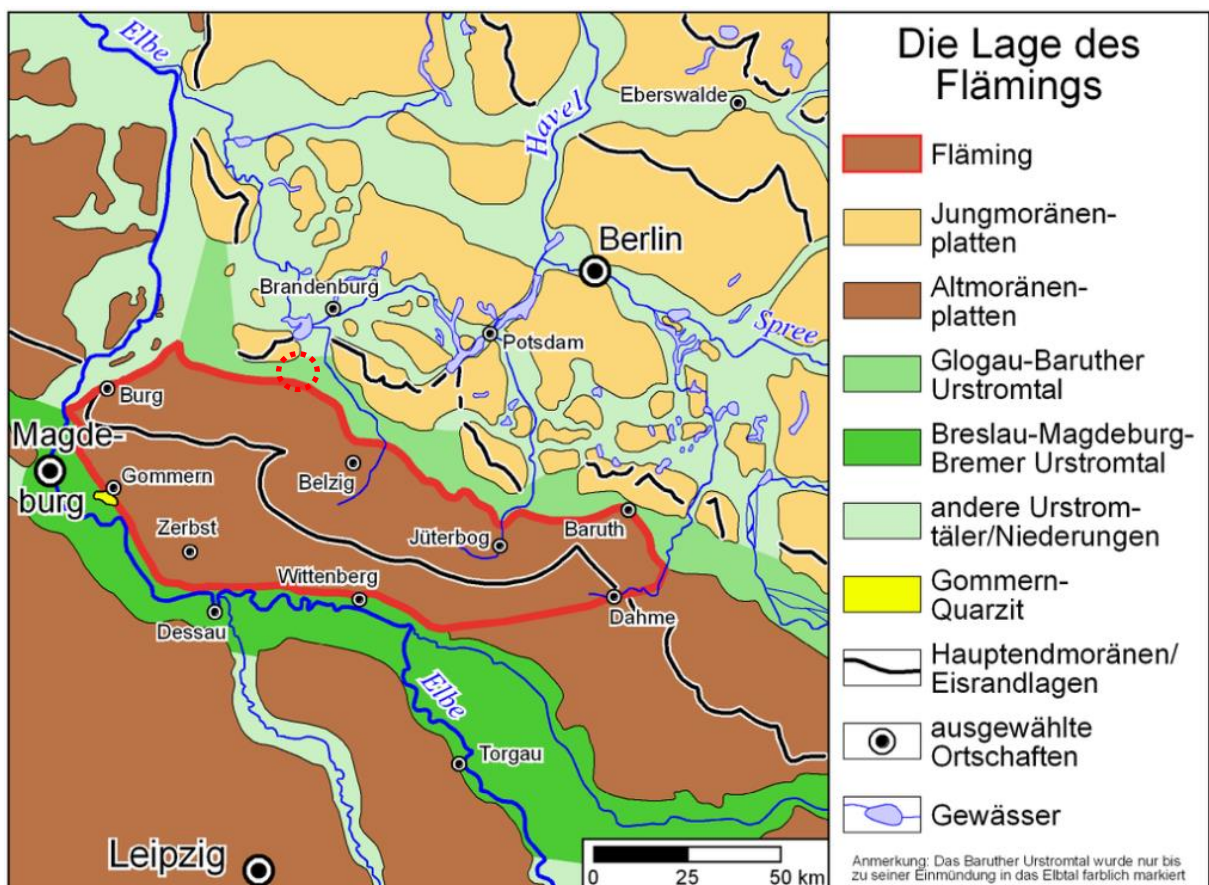 Elbe
Havel
Eberswalde
Berlin
Brandenburg
Potsdam
Spree
Burg
Magde-
burg
Gommern
Belzig
Zerbst
Jüterbog
Baruth
Wittenberg
Dessau
Dahme
Elbe
Torgau
Leipzig
0 25 50 km
Die Lage des
Flämings
Fläming
Jungmoränen-
platten
Altmoränen-
platten
Glogau-Baruther
Urstromtal
Breslau-Magdeburg-
Bremer Urstromtal
andere Urstrom-
täler/Niederungen
Gommern-
Quarzit
Hauptendmoränen/
Eisrandlagen
ausgewählte
Ortschaften
Gewässer
Anmerkung: Das Baruther Urstromtal wurde nur bis
zu seiner Einmündung in das Elbtal farblich markiert